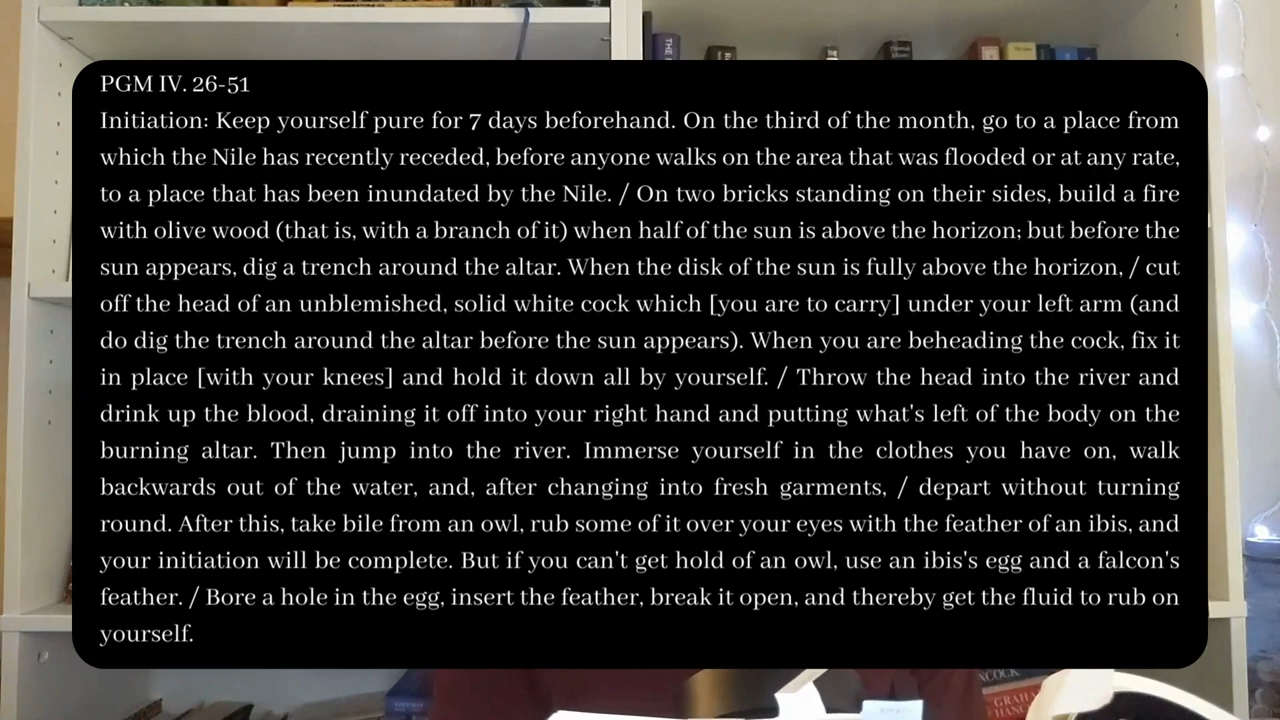 THE
PGM IV. 26-51
Initiation: Keep yourself pure for 7 days beforehand. On the third of the month, go to a place from
which the Nile has recently receded, before anyone walks on the area that was flooded or at any rate,
to a place that has been inundated by the Nile. / On two bricks standing on their sides, build a fire
with olive wood (that is, with a branch of it) when half of the sun is above the horizon; but before the
sun appears, dig a trench around the altar. When the disk of the sun is fully above the horizon, / cut
off the head of an unblemished, solid white cock which [you are to carry] under your left arm (and
do dig the trench around the altar before the sun appears). When you are beheading the cock, fix it
in place [with your knees] and hold it down all by yourself. / Throw the head into the river and
drink up the blood, draining it off into your right hand and putting what's left of the body on the
burning altar. Then jump into the river. Immerse yourself in the clothes you have on, walk
backwards out of the water, and, after changing into fresh garments, / depart without turning
round. After this, take bile from an owl, rub some of it over your eyes with the feather of an ibis, and
your initiation will be complete. But if you can't get hold of an owl, use an ibis's egg and a falcon's
feather. / Bore a hole in the egg, insert the feather, break it open, and thereby get the fluid to rub on
yourself.